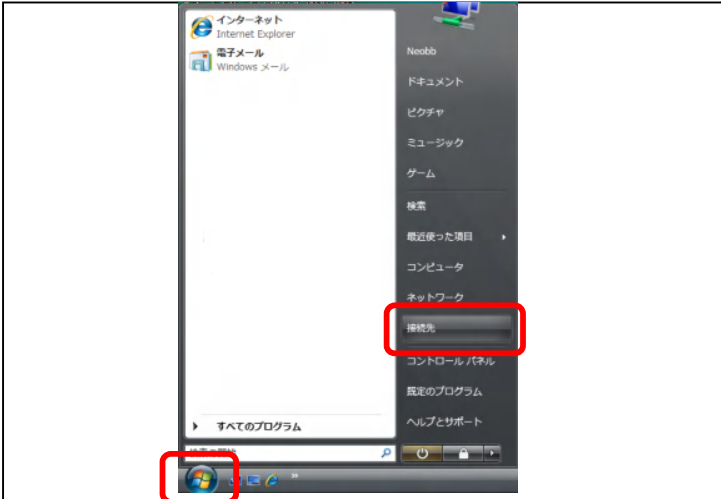 インターネット
Internet Explorer
電子メール
Windows メール
すべてのプログラム
Neobb
ドキュメント
ピクチャ
ミュージック
ゲーム
検索
最近使った項目
コンピュータ
ネットワーク
接続先
コントロール パネル
既定のプログラム
ヘルプとサポート